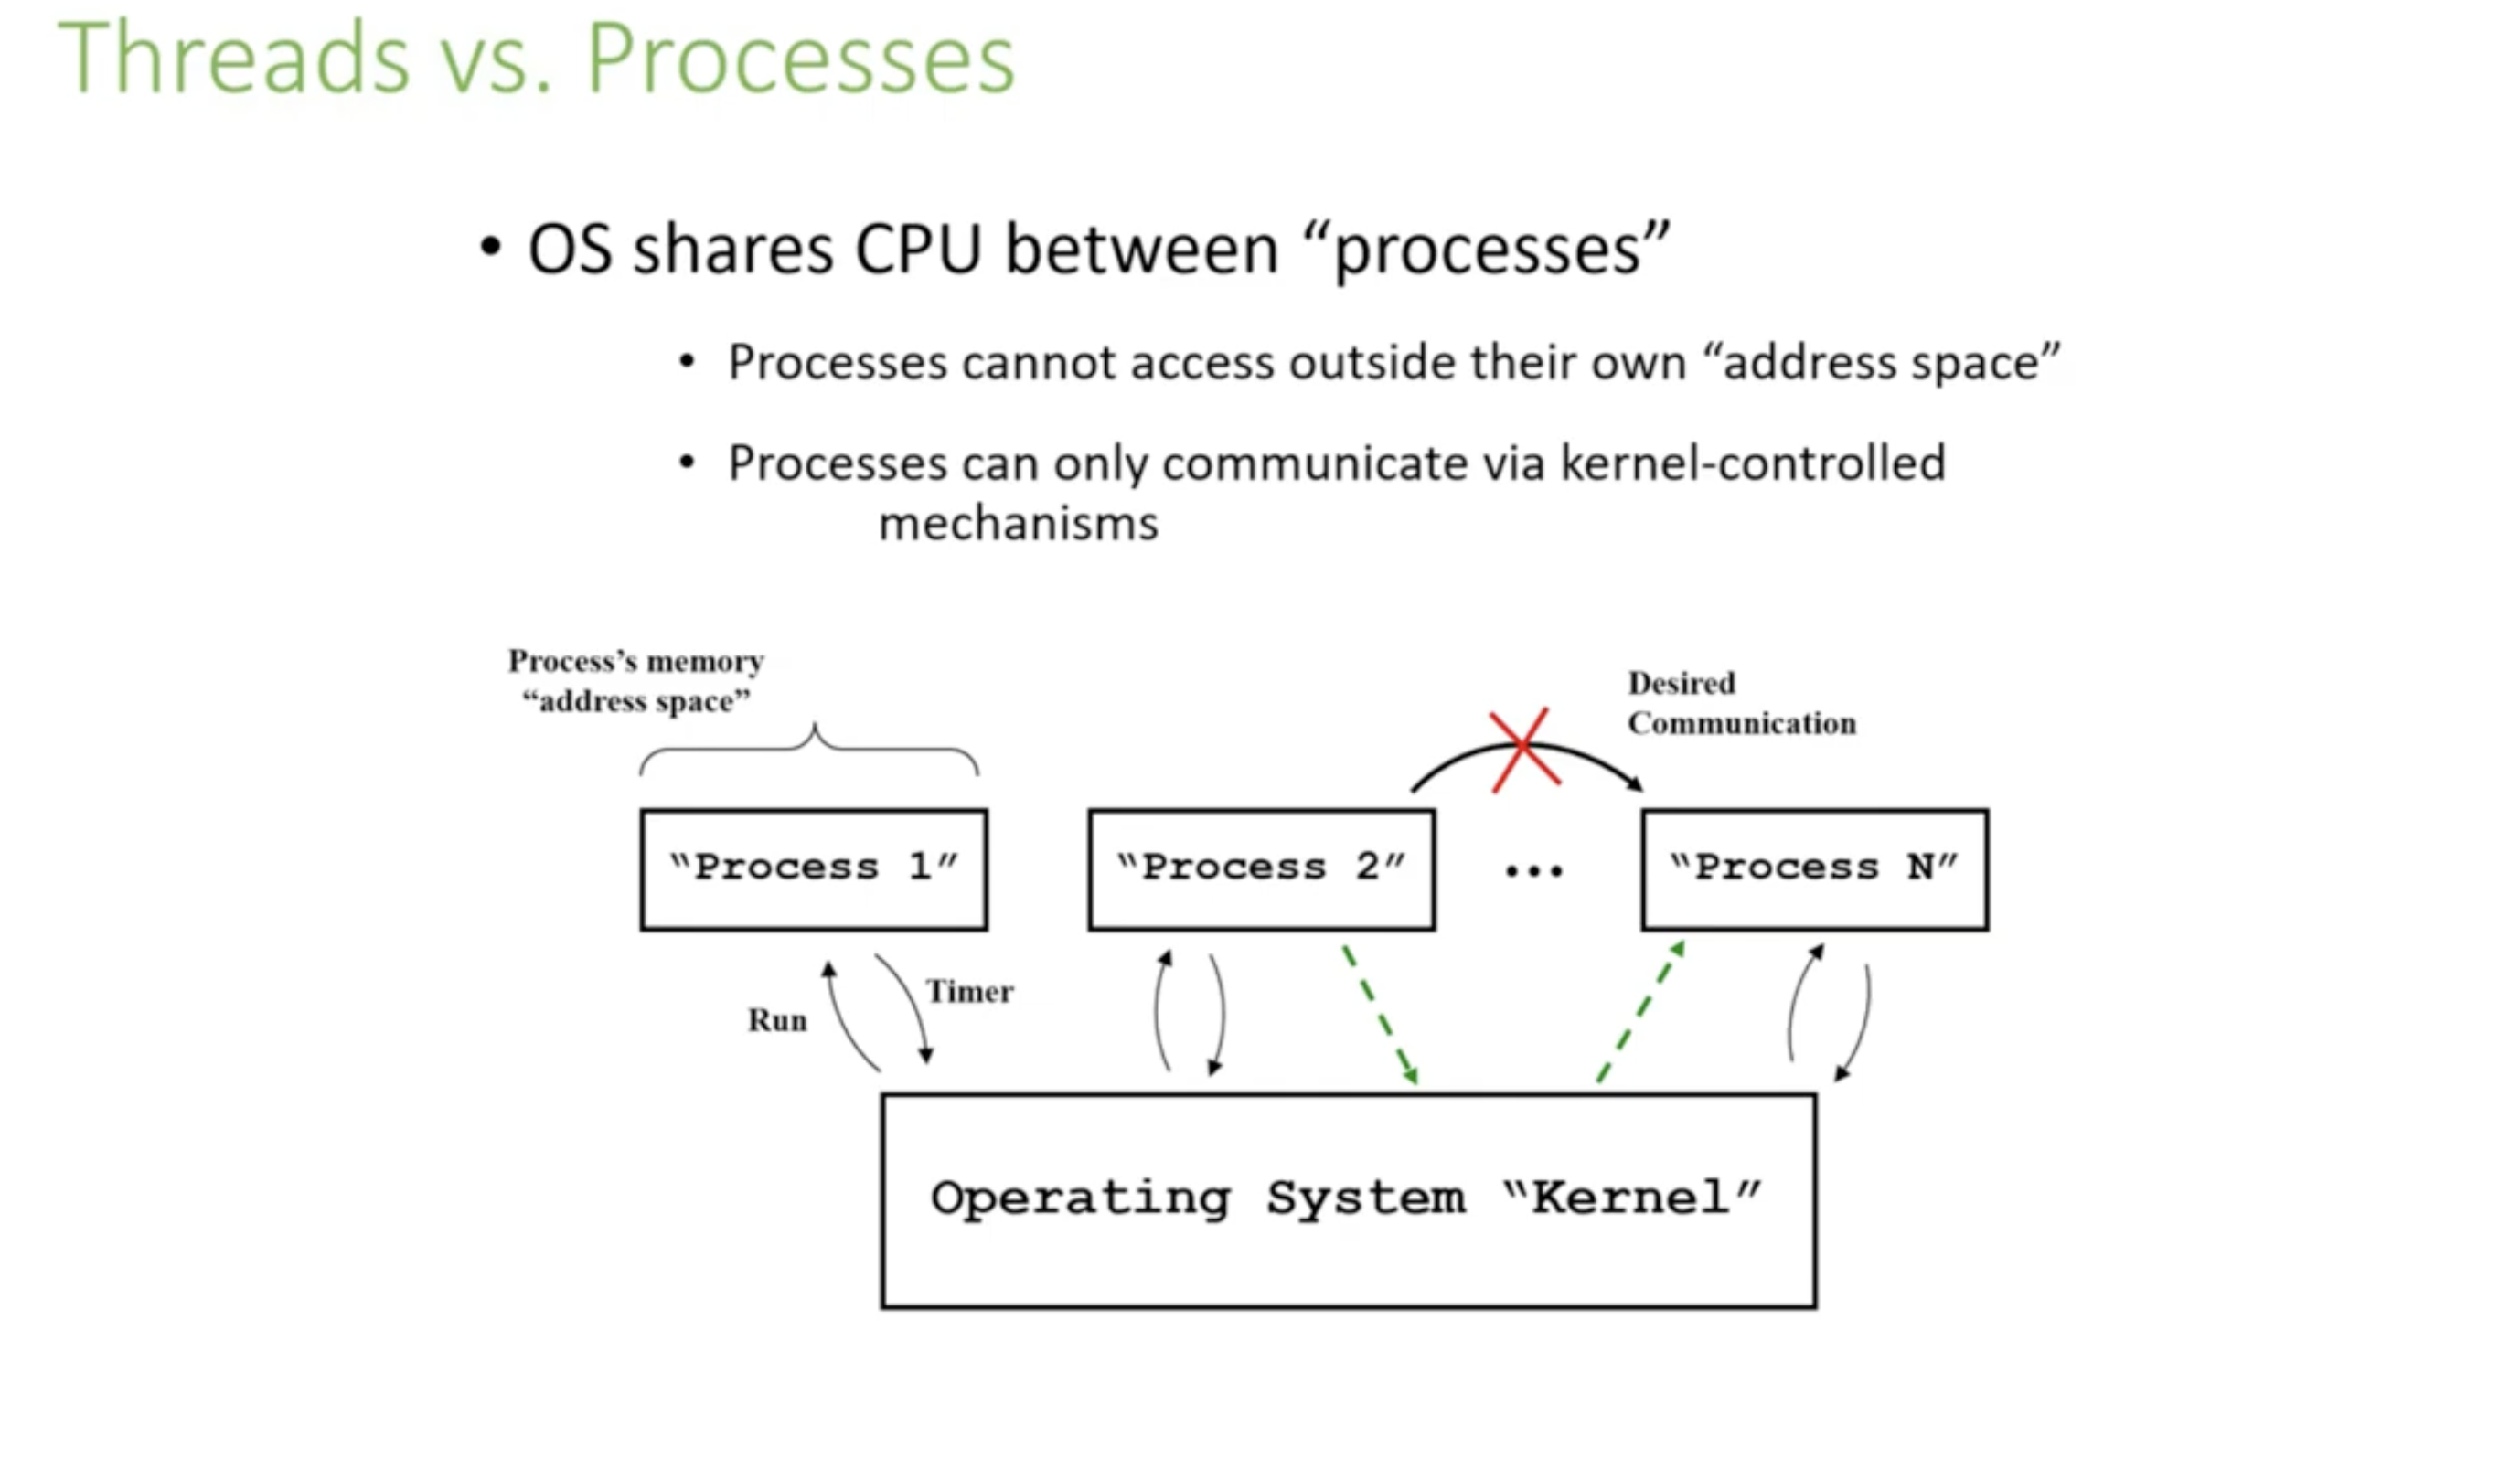 Threads vs. Processes
• OS shares CPU between “processes”
• Processes cannot access outside their own “address space”
• Processes can only communicate via kernel-controlled
mechanisms
Process’s memory
“address space”
Desired
Communication
“Process 1”
“Process 2”
...
“Process N”
Timer
Run
Operating System “Kernel”